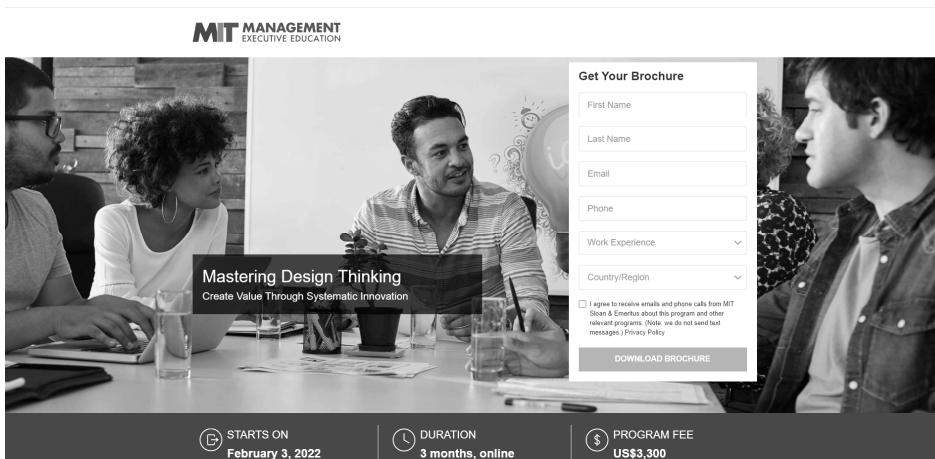 MIT MANAGEMENT
EXECUTIVE EDUCATION
Mastering Design Thinking
Create Value Through Systematic Innovation
Get Your Brochure
First Name
Last Name
Email
Phone
Work Experience
Country/Region
I agree to receive emails and phone calls from MIT
Sloan & Emeritus about this program and other
relevant programs. (Note: we do not send text
messages.) Privacy Policy
DOWNLOAD BROCHURE
STARTS ON
February 3, 2022
DURATION
3 months, online
PROGRAM FEE
US$3,300